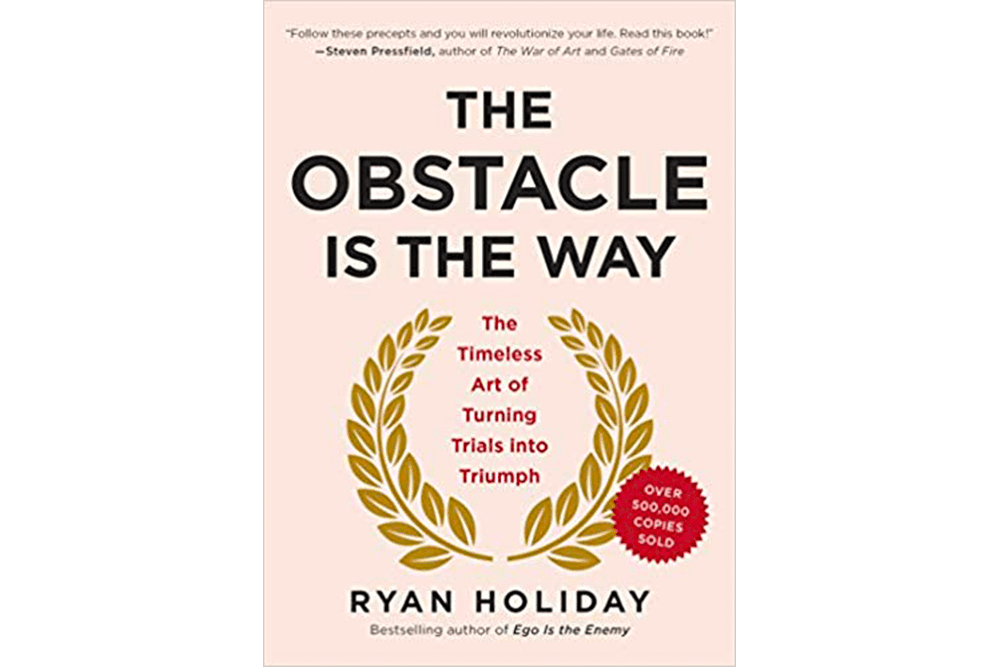 “Follow these precepts and you will revolutionize your life. Read this book!”
—Steven Pressfield, author of The War of Art and Gates of Fire
THE
OBSTACLE
IS THE WAY
The
Timeless
Art of
Turning
Trials into
Triumph
OVER
500,000
COPIES
SOLD
RYAN HOLIDAY
Bestselling author of Ego Is the Enemy